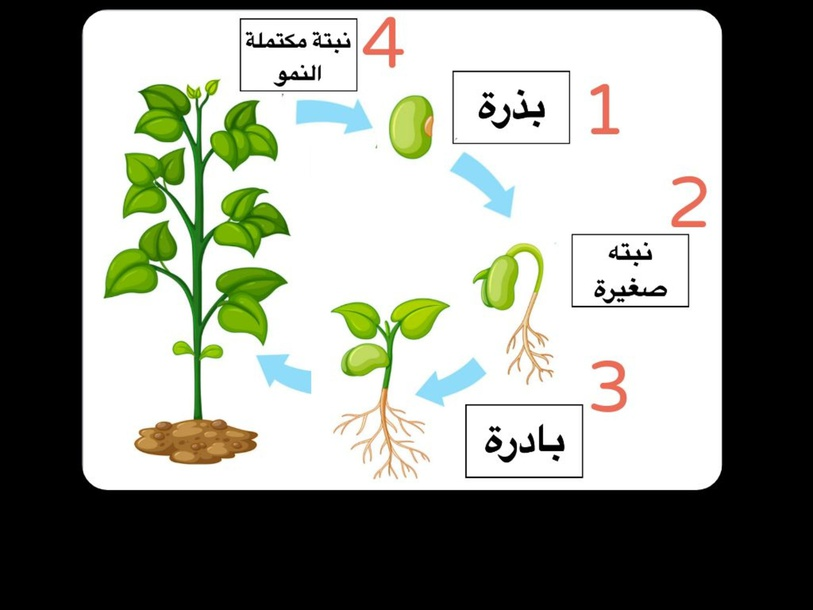 نبتة مكتملة
النمو
4
بذرة
1
2
نبته
صغيرة
3
بادرة